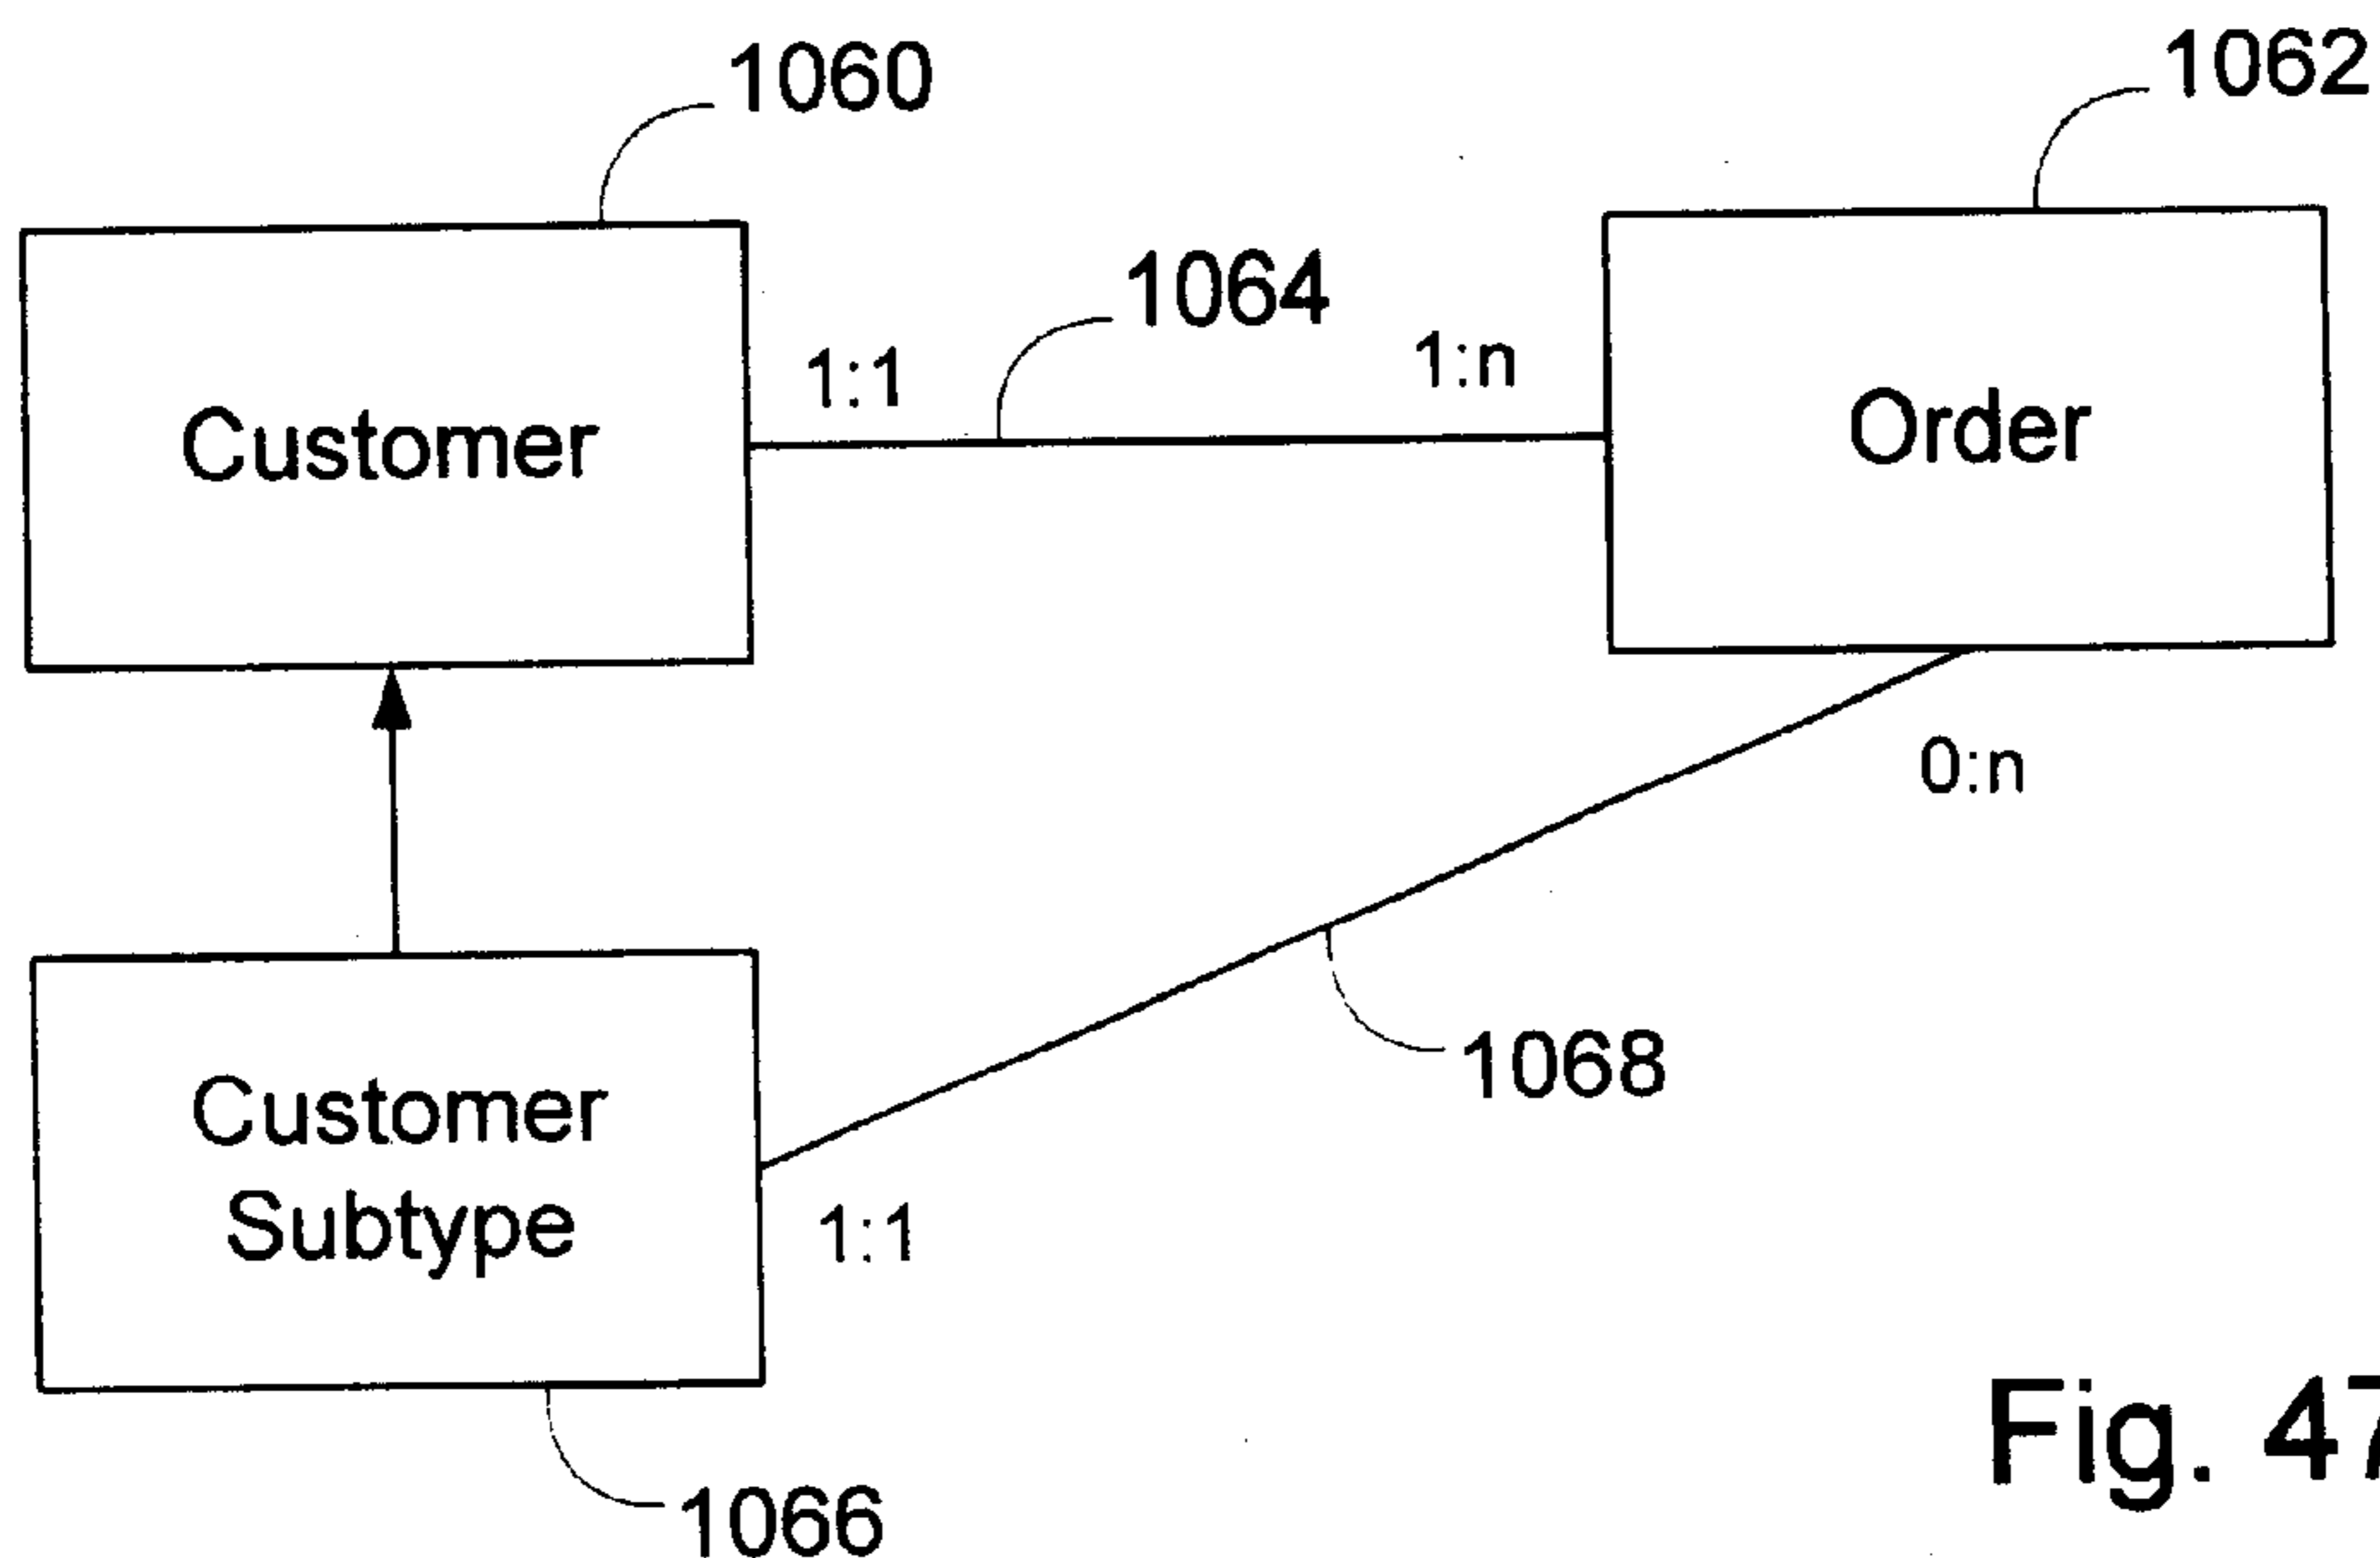 1060
1062
1064
1:1
1:n
Customer
Order
0:n
1068
Customer
Subtype
1:1
Fig. 47
1066